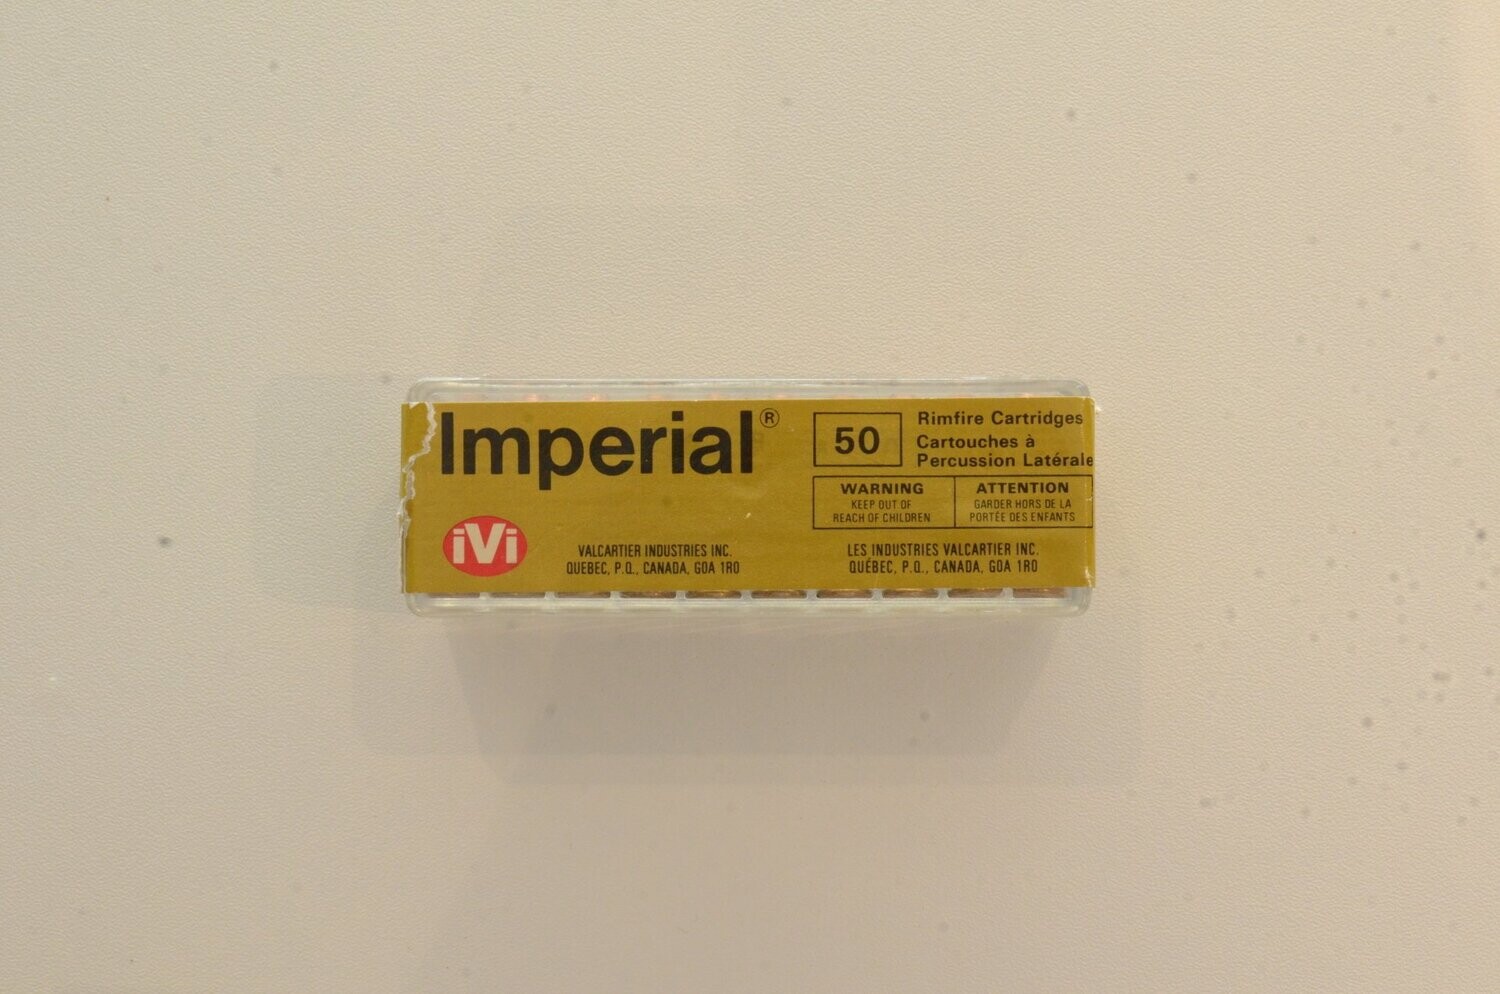 Imperial®
50
Rimfire Cartridges
Cartouches à
Percussion Latérale
WARNING
KEEP OUT OF
REACH OF CHILDREN
ATTENTION
GARDER HORS DE LA
PORTÉE DES ENFANTS
iVi
VALCARTIER INDUSTRIES INC.
QUEBEC, P.Q., CANADA, G0A 1R0
LES INDUSTRIES VALCARTIER INC.
QUÉBEC, P.Q., CANADA, G0A 1R0